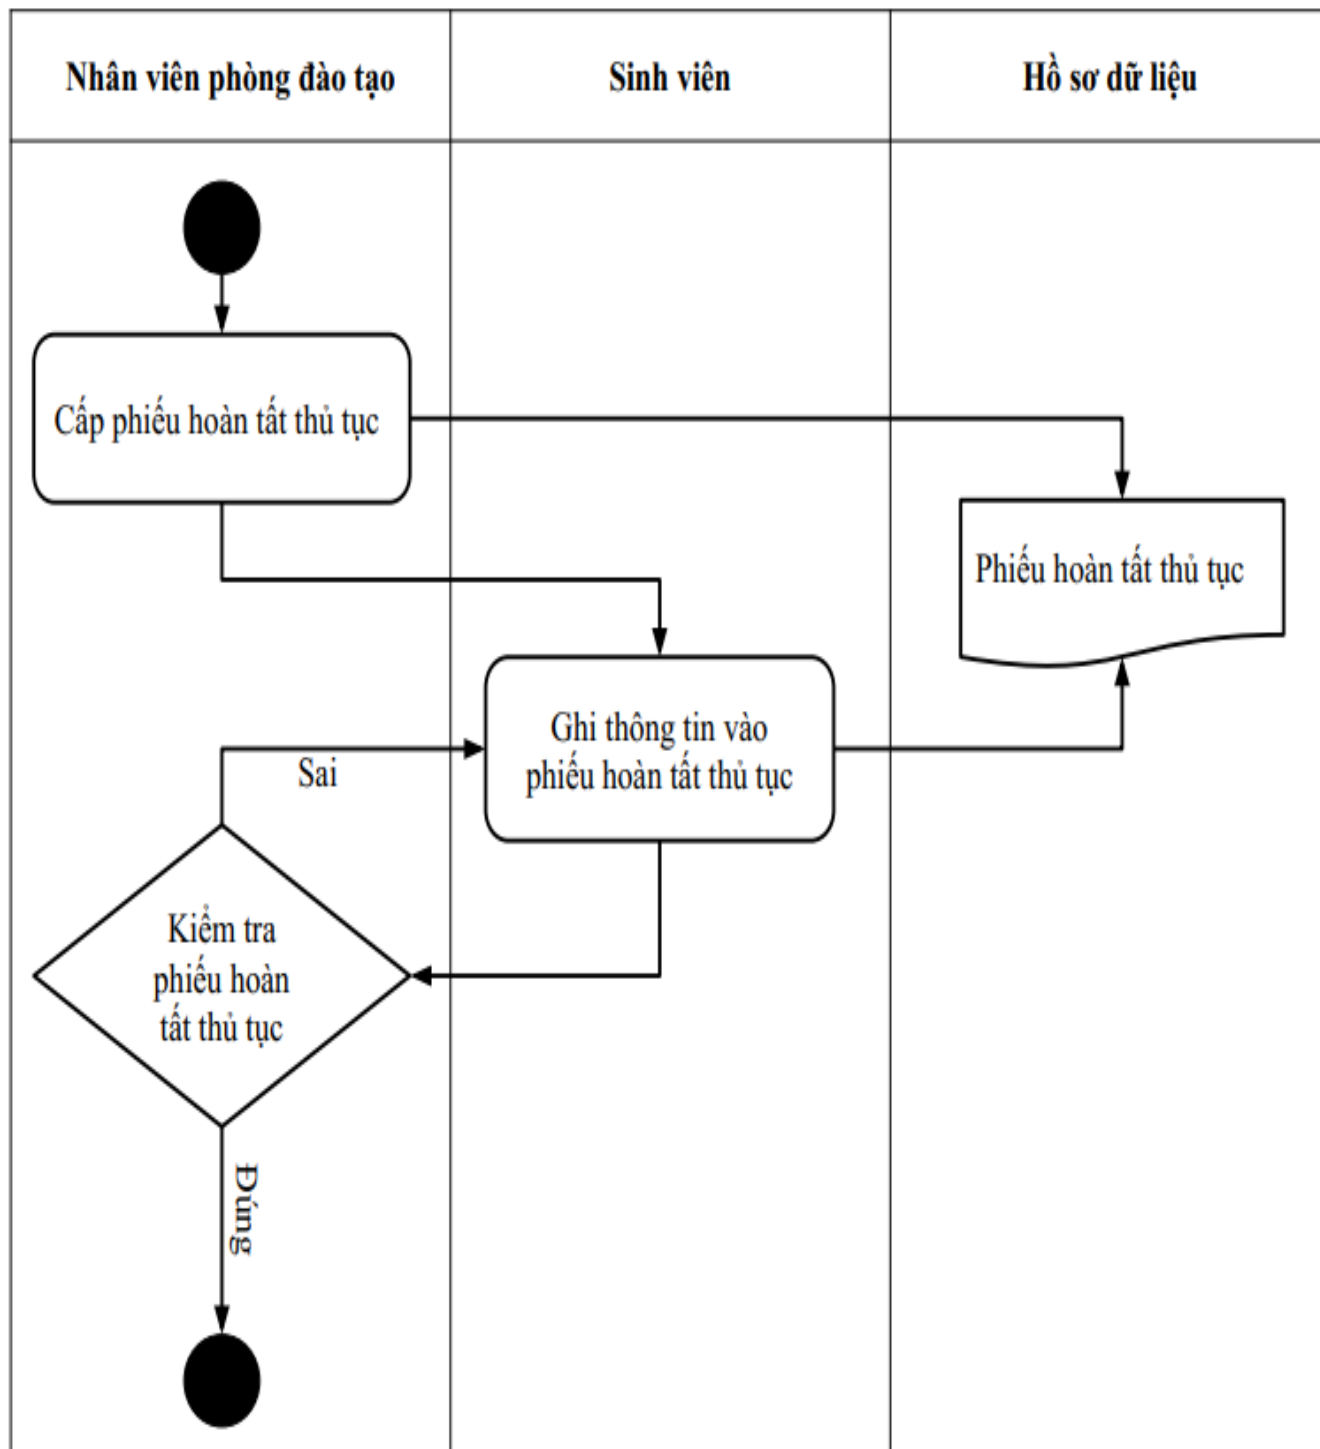 Nhân viên phòng đào tạo
Sinh viên
Hồ sơ dữ liệu
Cấp phiếu hoàn tất thủ tục
Phiếu hoàn tất thủ tục
Ghi thông tin vào
phiếu hoàn tất thủ tục
Sai
Kiểm tra
phiếu hoàn
tất thủ tục
Đúng